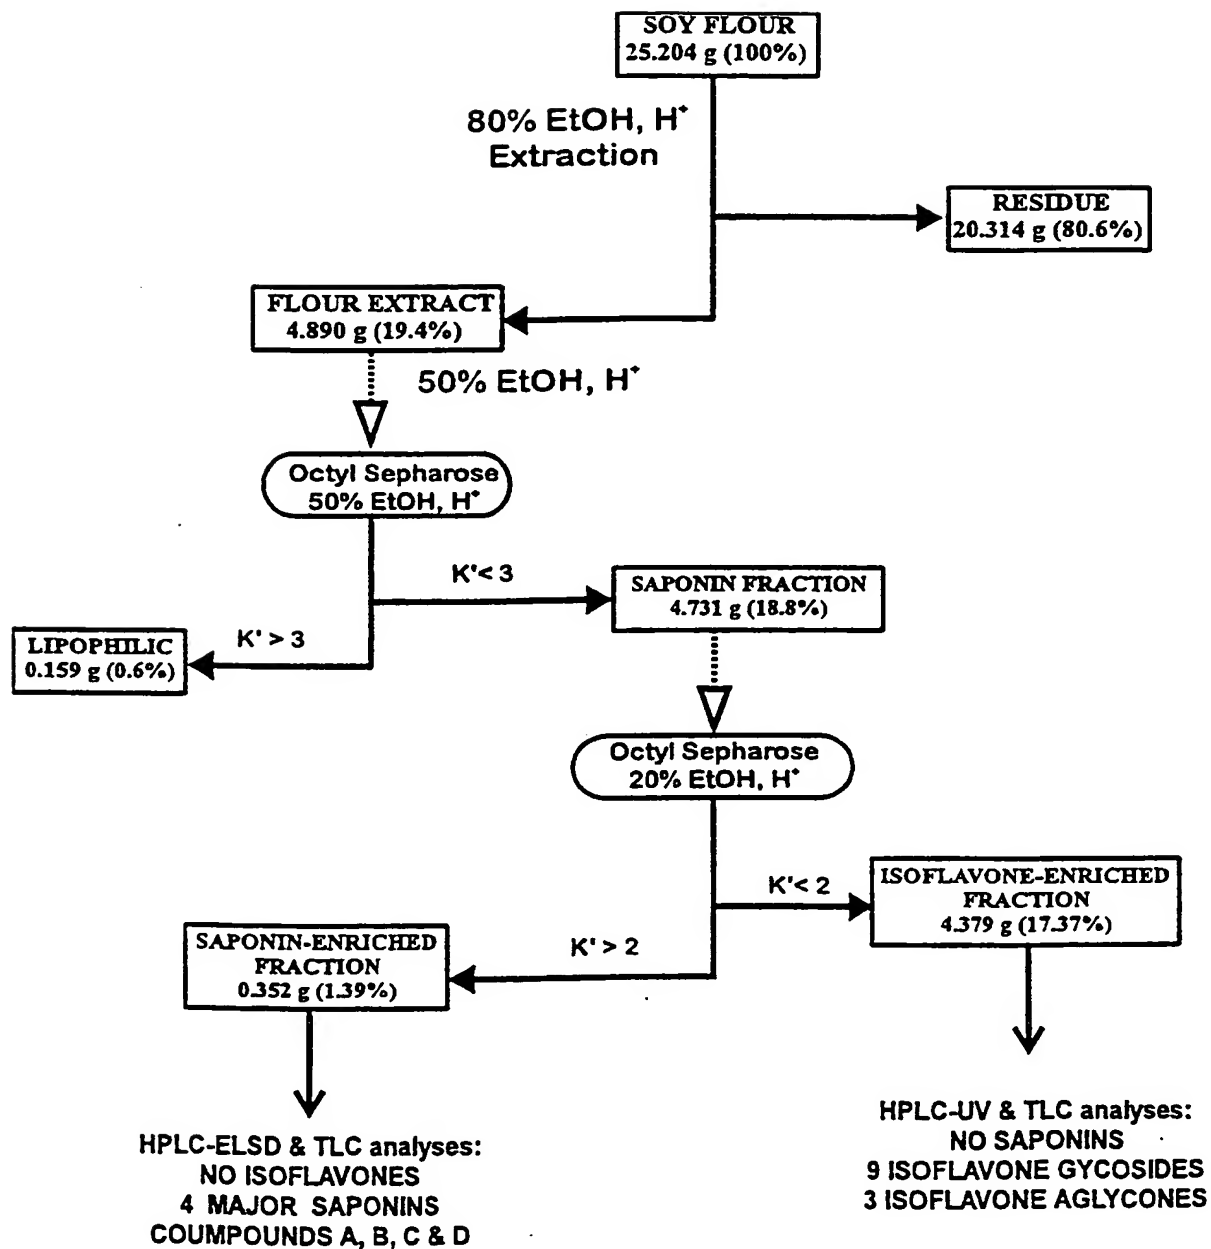 SOY FLOUR
25.204 g (100%)
80% EtOH, H+
Extraction
RESIDUE
20.314 g (80.6%)
FLOUR EXTRACT
4.890 g (19.4%)
50% EtOH, H+
Octyl Sepharose
50% EtOH, H+
K'< 3
SAPONIN FRACTION
4.731 g (18.8%)
K' > 3
LIPOPHILIC
0.159 g (0.6%)
Octyl Sepharose
20% EtOH, H+
K'< 2
ISOFLAVONE-ENRICHED
FRACTION
4.379 g (17.37%)
K' > 2
SAPONIN-ENRICHED
FRACTION
0.352 g (1.39%)
HPLC-UV & TLC analyses:
NO SAPONINS
9 ISOFLAVONE GYCOSIDES
3 ISOFLAVONE AGLYCONES
HPLC-ELSD & TLC analyses:
NO ISOFLAVONES
4 MAJOR SAPONINS
COUMPOUNDS A, B, C & D